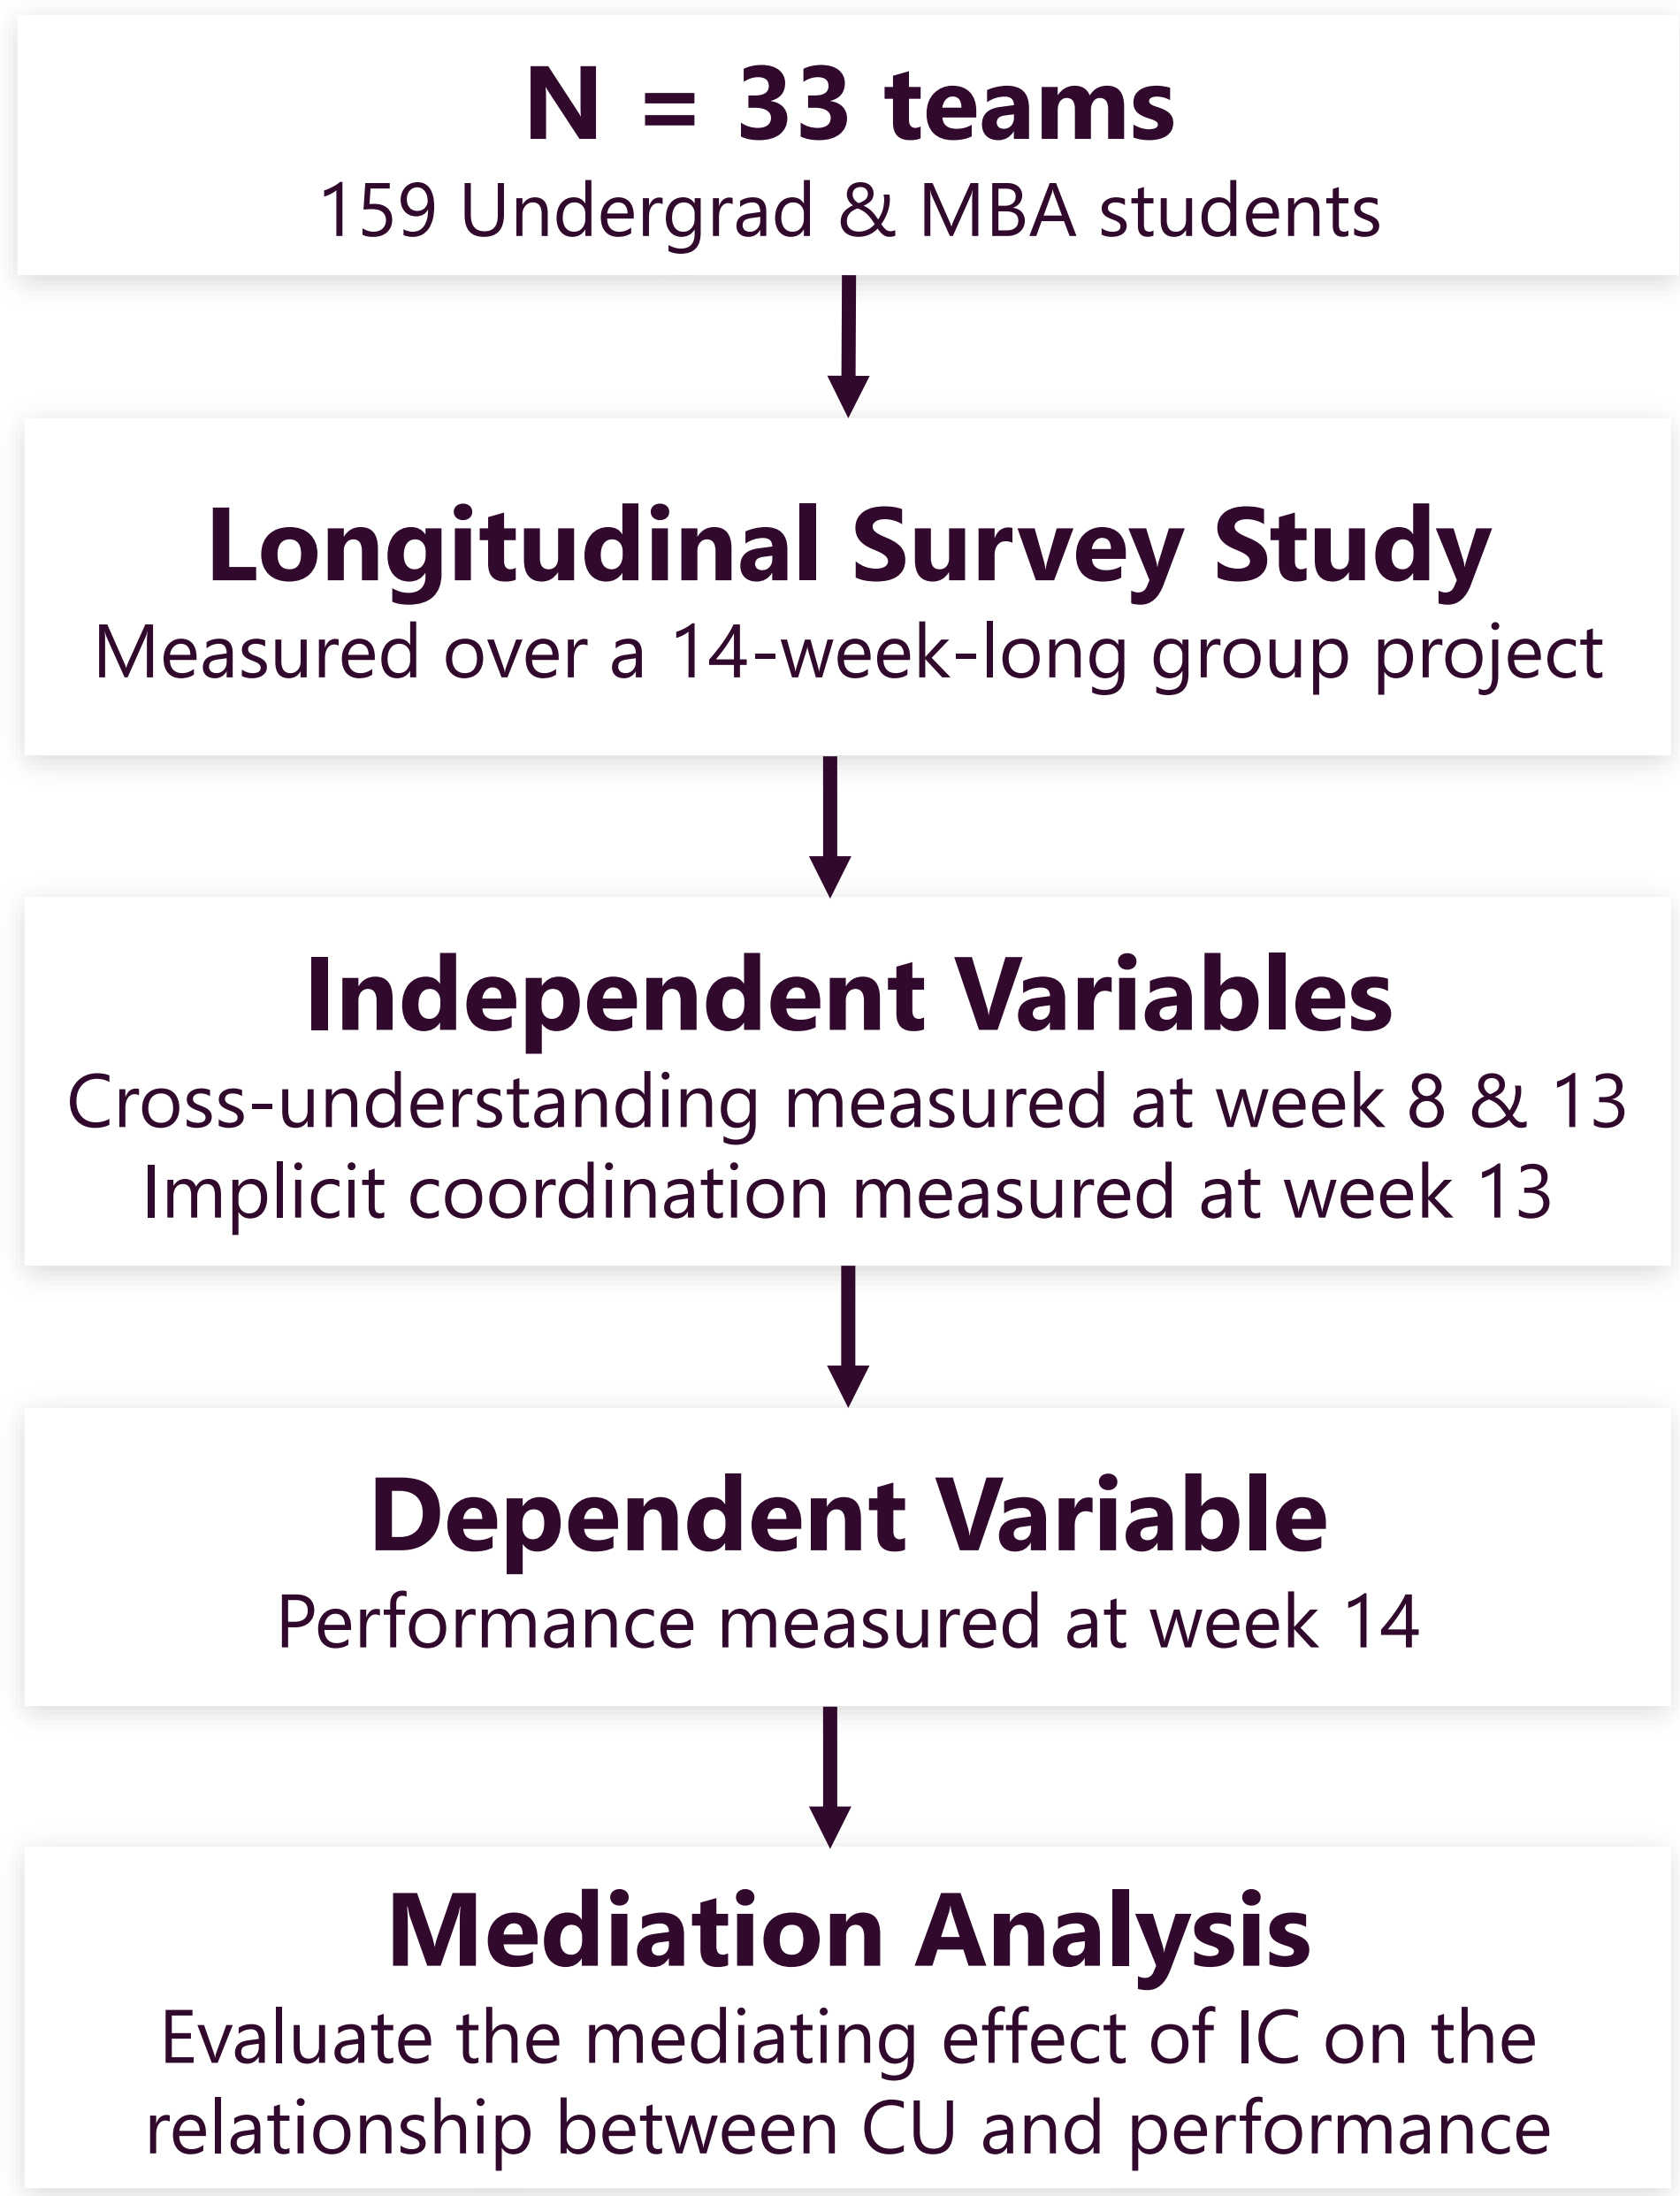 N = 33 teams
159 Undergrad & MBA students
Longitudinal Survey Study
Measured over a 14-week-long group project
Independent Variables
Cross-understanding measured at week 8 & 13
Implicit coordination measured at week 13
Dependent Variable
Performance measured at week 14
Mediation Analysis
Evaluate the mediating effect of IC on the
relationship between CU and performance